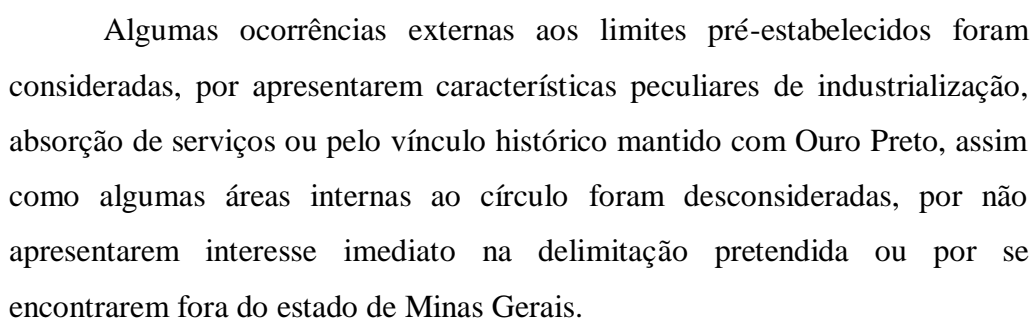 Algumas ocorrências externas aos limites pré-estabelecidos foram
consideradas, por apresentarem características peculiares de industrialização,
absorção de serviços ou pelo vínculo histórico mantido com Ouro Preto, assim
como algumas áreas internas ao círculo foram desconsideradas, por não
apresentarem interesse imediato na delimitação pretendida ou por se
encontrarem fora do estado de Minas Gerais.